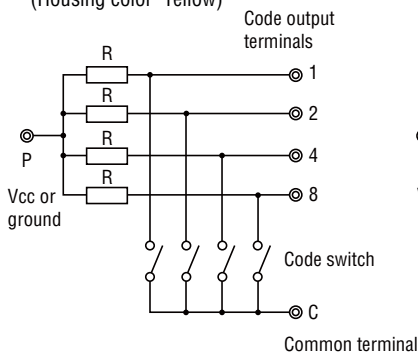 (Housing color "Yellow")
Code output
terminals
R
1
R
2
R
P
4
R
8
Vcc or
ground
Code switch
C
Common terminal